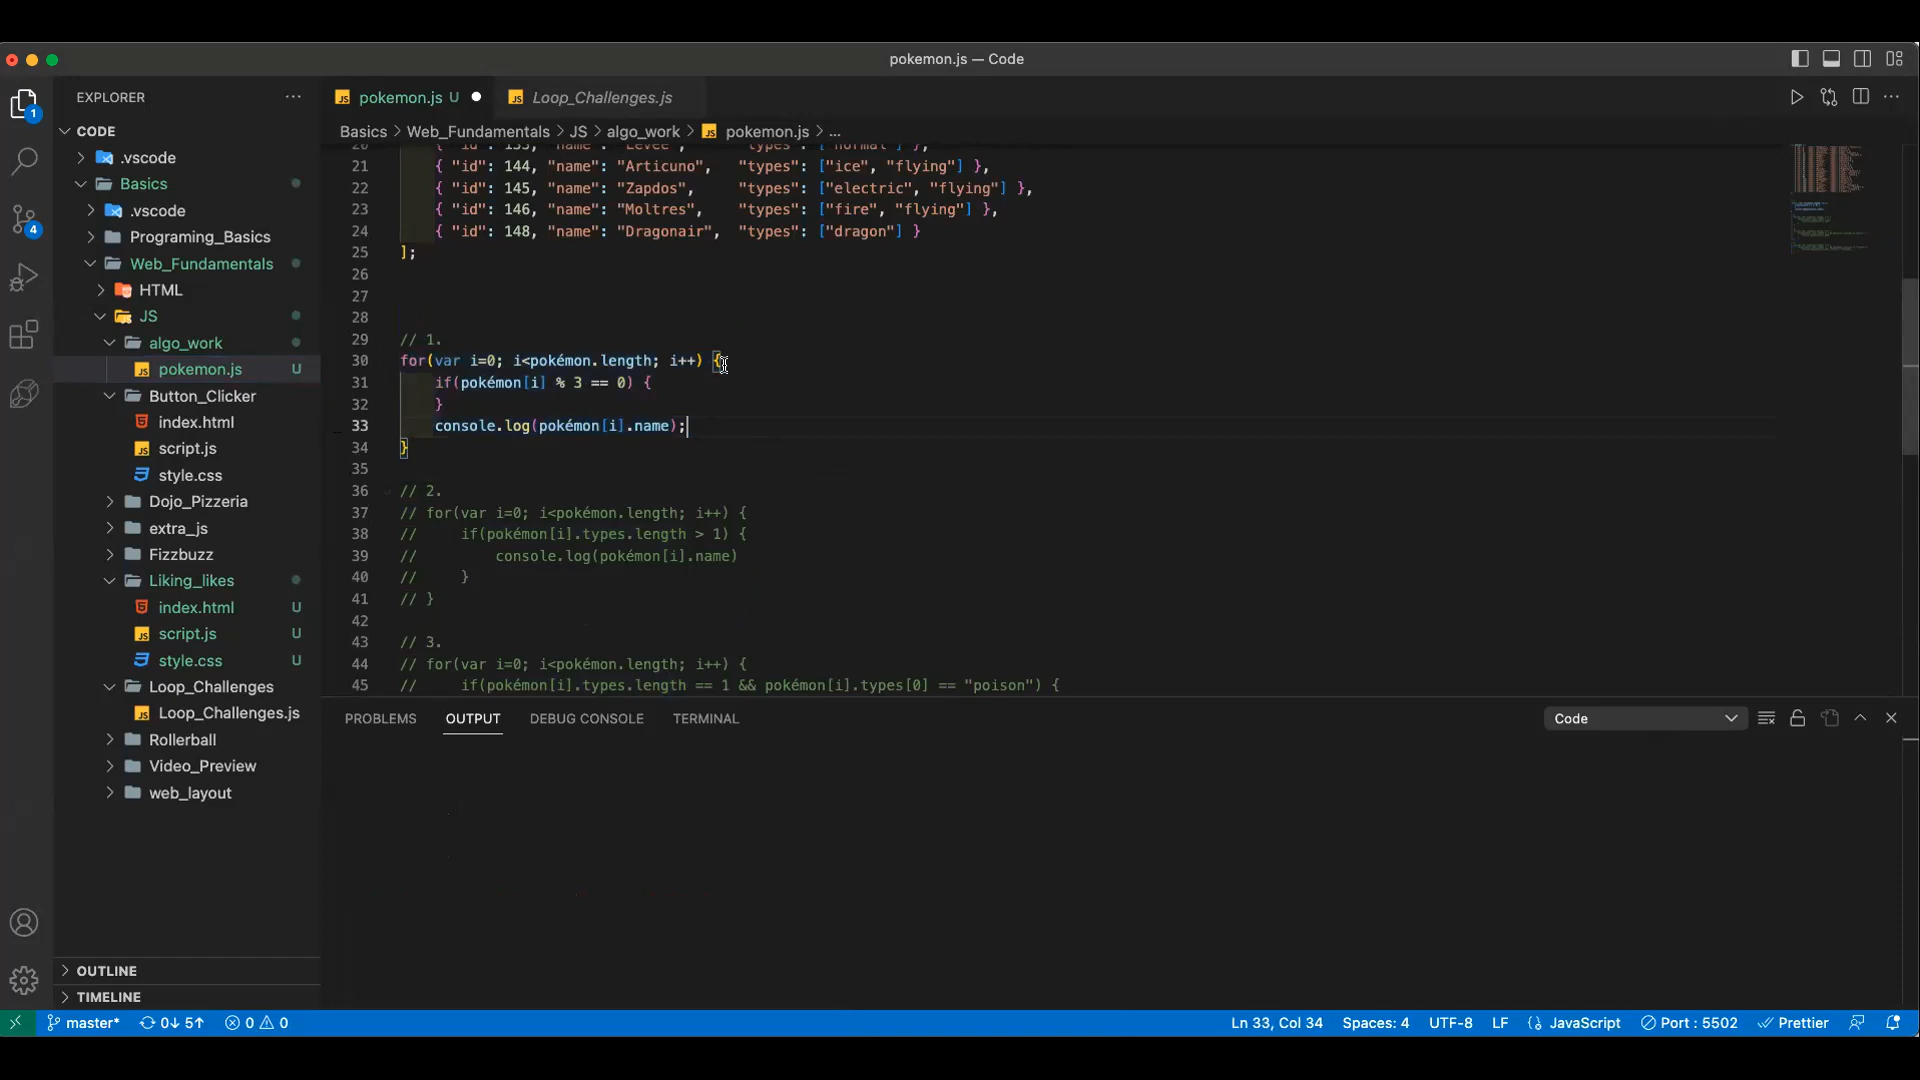 pokemon.js — Code
EXPLORER
CODE
.vscode
Basics
.vscode
Programing_Basics
Web_Fundamentals
HTML
JS
algo_work
pokemon.js U
Button_Clicker
index.html
script.js
style.css
Dojo_Pizzeria
extra_js
Fizzbuzz
Liking_likes
index.html U
script.js U
style.css U
Loop_Challenges
Loop_Challenges.js
Rollerball
Video_Preview
web_layout
OUTLINE
TIMELINE
1
4
pokemon.js U
Loop_Challenges.js
Basics > Web_Fundamentals > JS > algo_work > pokemon.js > ...
21 { "id": 144, "name": "Articuno", "types": ["ice", "flying"] },
22 { "id": 145, "name": "Zapdos", "types": ["electric", "flying"] },
23 { "id": 146, "name": "Moltres", "types": ["fire", "flying"] },
24 { "id": 148, "name": "Dragonair", "types": ["dragon"] }
25 ];
26
27
28
29 // 1.
30 for(var i=0; i<pokémon.length; i++) {
31 if(pokémon[i] % 3 == 0) {
32 }
33 console.log(pokémon[i].name);
34 }
35
36 // 2.
37 // for(var i=0; i<pokémon.length; i++) {
38 // if(pokémon[i].types.length > 1) {
39 // console.log(pokémon[i].name)
40 // }
41 // }
42
43 // 3.
44 // for(var i=0; i<pokémon.length; i++) {
45 // if(pokémon[i].types.length == 1 && pokémon[i].types[0] == "poison") {
PROBLEMS OUTPUT DEBUG CONSOLE TERMINAL
Code
master* 0↓ 5↑ 0 0
Ln 33, Col 34 Spaces: 4 UTF-8 LF {} JavaScript Port : 5502 Prettier